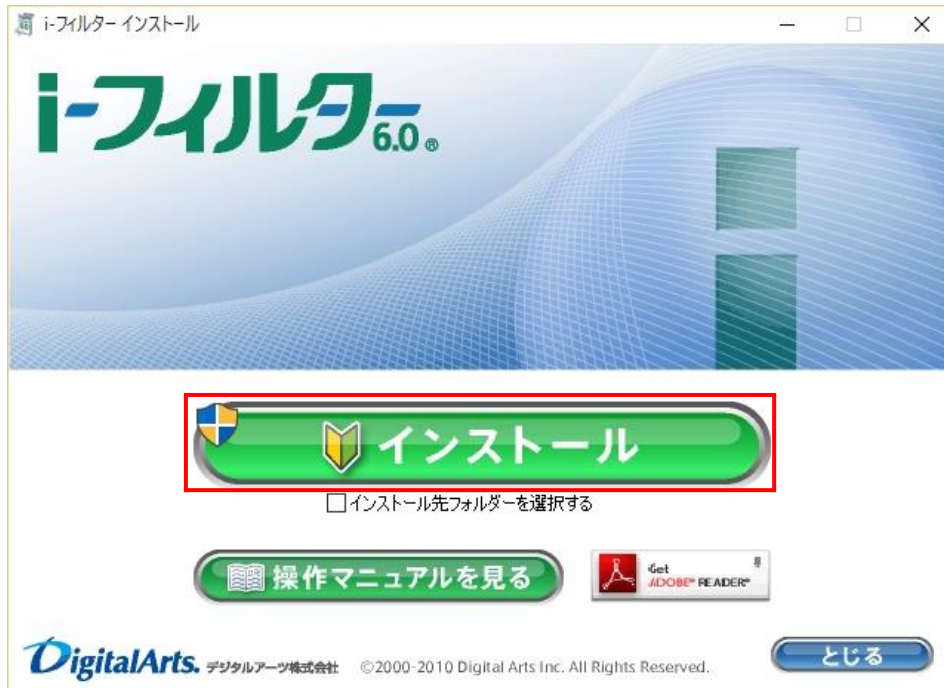 i-フィルター インストール
i-フィルター 6.0 ®
インストール
インストール先フォルダーを選択する
操作マニュアルを見る
Get
ADOBE® READER®
DigitalArts. デジタルアーツ株式会社 ©2000-2010 Digital Arts Inc. All Rights Reserved.
とじる